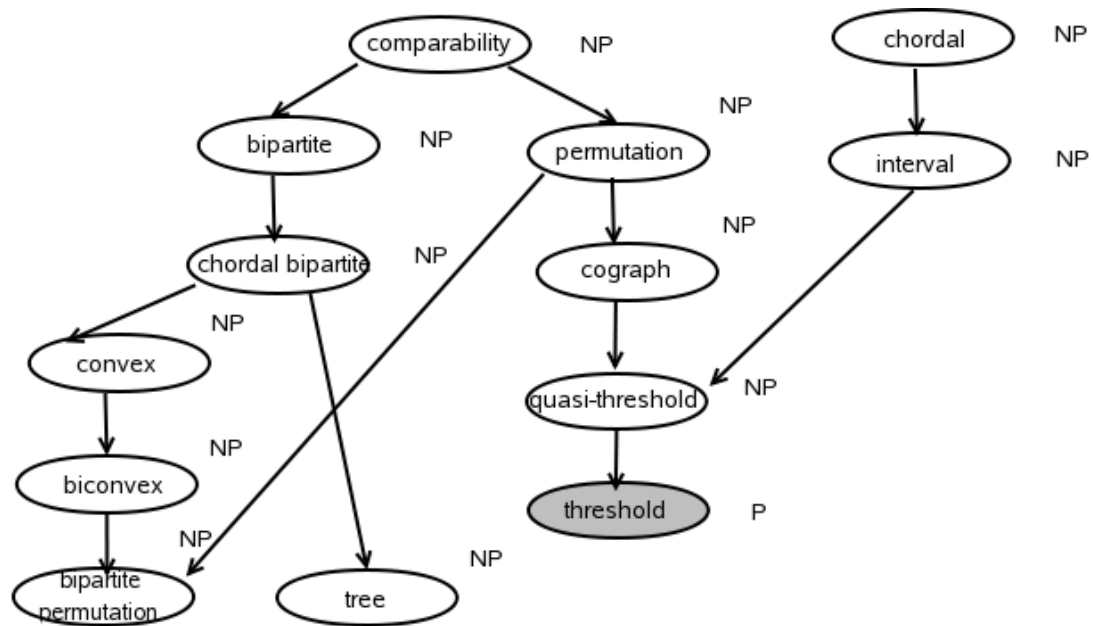 comparability NP
chordal NP
bipartite NP
permutation NP
interval NP
chordal bipartite NP
cograph NP
convex NP
quasi-threshold NP
biconvex NP
threshold P
bipartite
permutation NP
tree NP